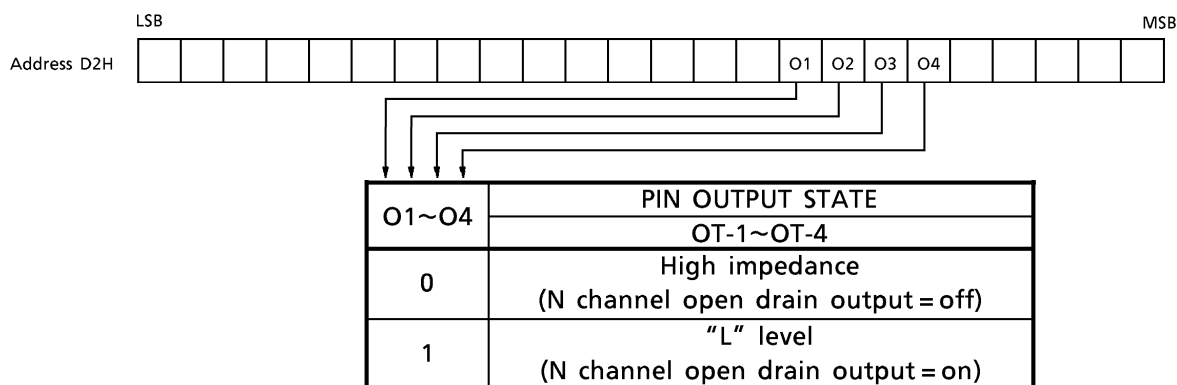 LSB MSB
Address D2H O1 O2 O3 O4
O1~O4 PIN OUTPUT STATE
OT-1~OT-4
0 High impedance
(N channel open drain output=off)
1 "L" level
(N channel open drain output=on)